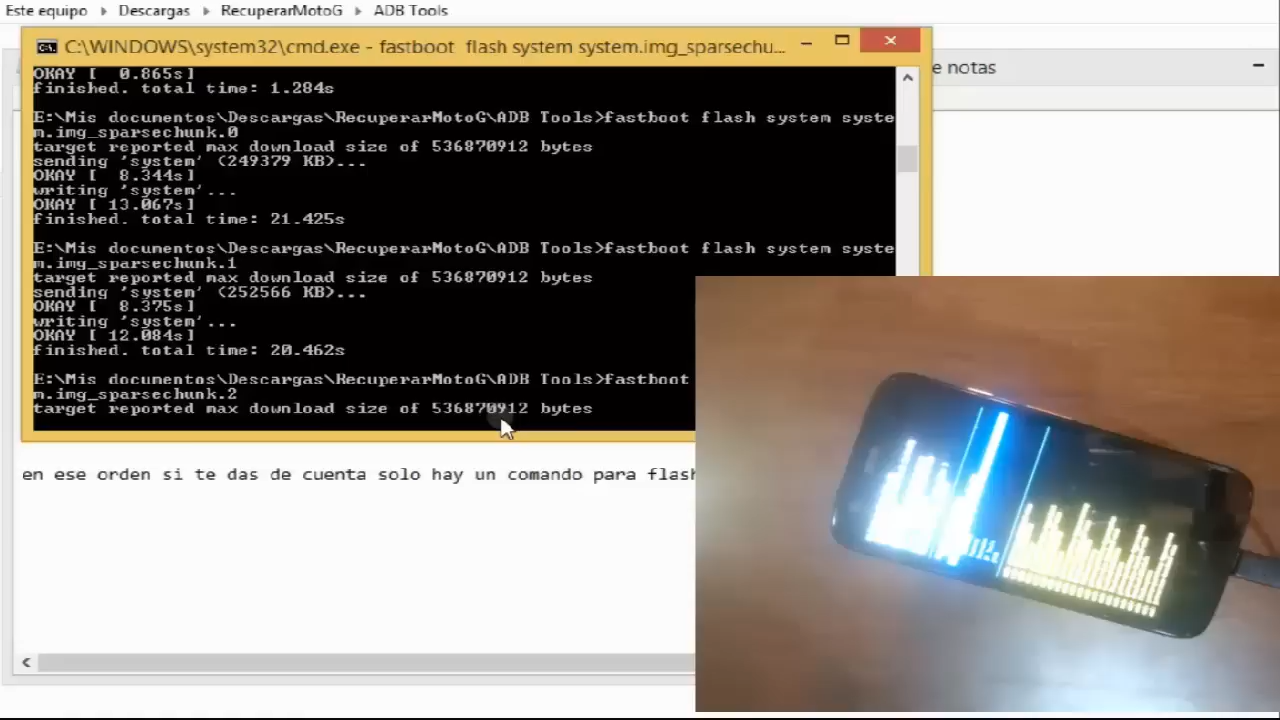 Este equipo ▸ Descargas ▸ RecuperarMotoG ▸ ADB Tools
C:\WINDOWS\system32\cmd.exe - fastboot  flash system system.img_sparsechu...
e notas
OKAY [  0.865s]
finished. total time: 1.284s
E:\Mis documentos\Descargas\RecuperarMotoG\ADB Tools>fastboot flash system syste
m.img_sparsechunk.0
target reported max download size of 536870912 bytes
sending 'system' (249379 KB)...
OKAY [  8.344s]
writing 'system'...
OKAY [ 13.067s]
finished. total time: 21.425s
E:\Mis documentos\Descargas\RecuperarMotoG\ADB Tools>fastboot flash system syste
m.img_sparsechunk.1
target reported max download size of 536870912 bytes
sending 'system' (252566 KB)...
OKAY [  8.375s]
writing 'system'...
OKAY [ 12.084s]
finished. total time: 20.462s
E:\Mis documentos\Descargas\RecuperarMotoG\ADB Tools>fastboot
m.img_sparsechunk.2
target reported max download size of 536870912 bytes
en ese orden si te das de cuenta solo hay un comando para flash